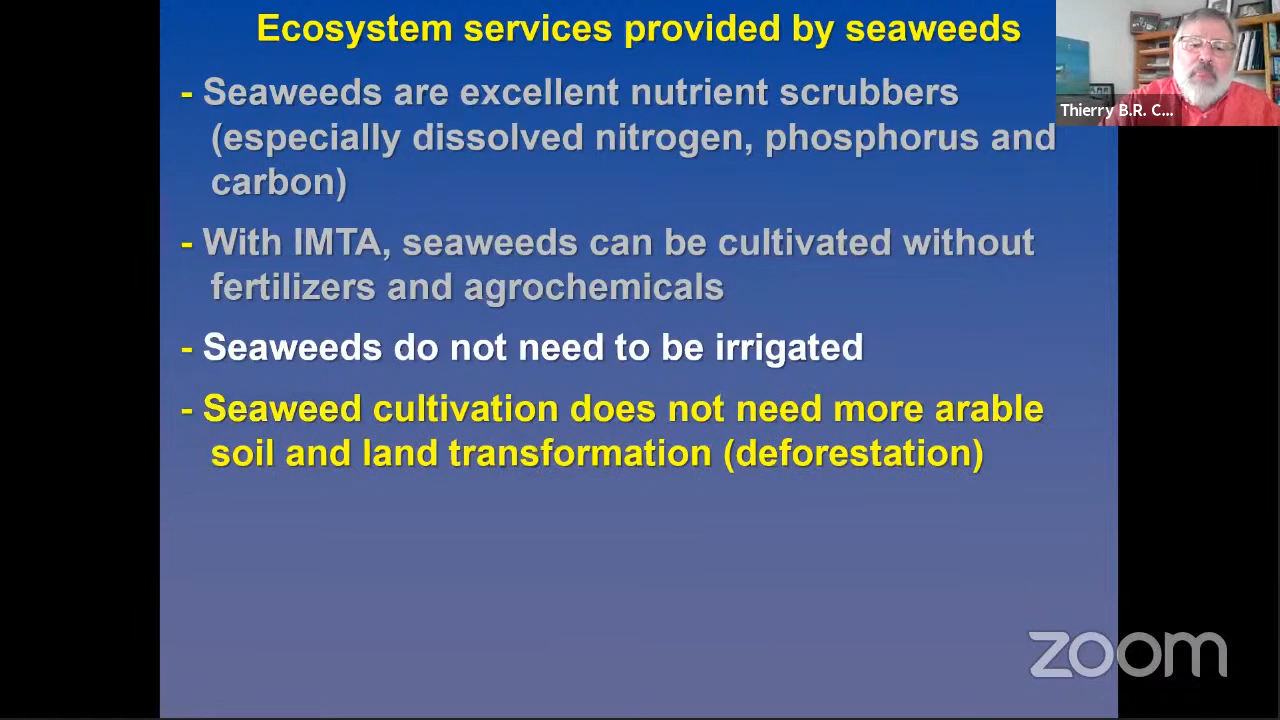 Ecosystem services provided by seaweeds
- Seaweeds are excellent nutrient scrubbers
(especially dissolved nitrogen, phosphorus and
carbon)
- With IMTA, seaweeds can be cultivated without
fertilizers and agrochemicals
- Seaweeds do not need to be irrigated
- Seaweed cultivation does not need more arable
soil and land transformation (deforestation)
Thierry B.R. C...
zoom